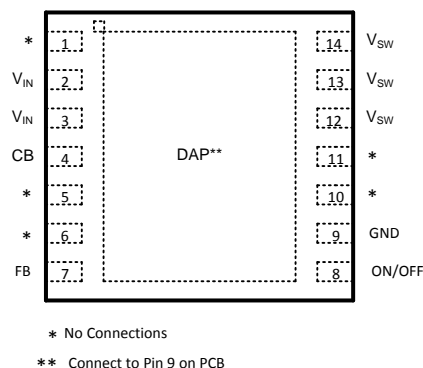 * 1 14 VSW
VIN 2 13 VSW
VIN 3 12 VSW
CB 4 DAP** 11 *
* 5 10 *
* 6 9 GND
FB 7 8 ON/OFF
* No Connections
** Connect to Pin 9 on PCB